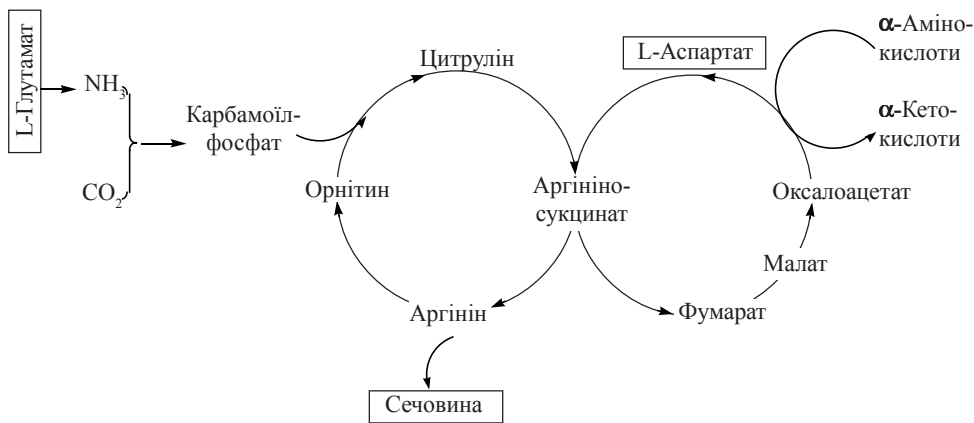 L-Глутамат
NH3
CO2
Карбамоїл-
фосфат
Цитрулін
Орнітин
Аргінін
Сечовина
Аргініно-
сукцинат
L-Аспартат
α-Аміно-
кислоти
α-Кето-
кислоти
Оксалоацетат
Малат
Фумарат